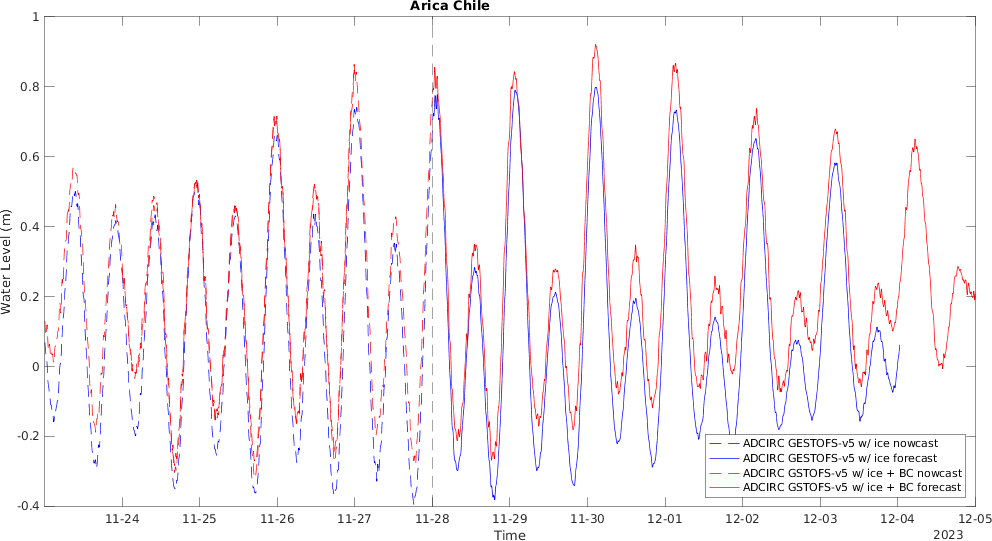 Arica Chile
1
0.8
0.6
0.4
0.2
0
-0.2
-0.4
Water Level (m)
ADCIRC GESTOFS-v5 w/ ice nowcast
ADCIRC GESTOFS-v5 w/ ice forecast
ADCIRC GSTOFS-v5 w/ ice + BC nowcast
ADCIRC GSTOFS-v5 w/ ice + BC forecast
11-24 11-25 11-26 11-27 11-28 11-29 11-30 12-01 12-02 12-03 12-04 12-05
Time
2023